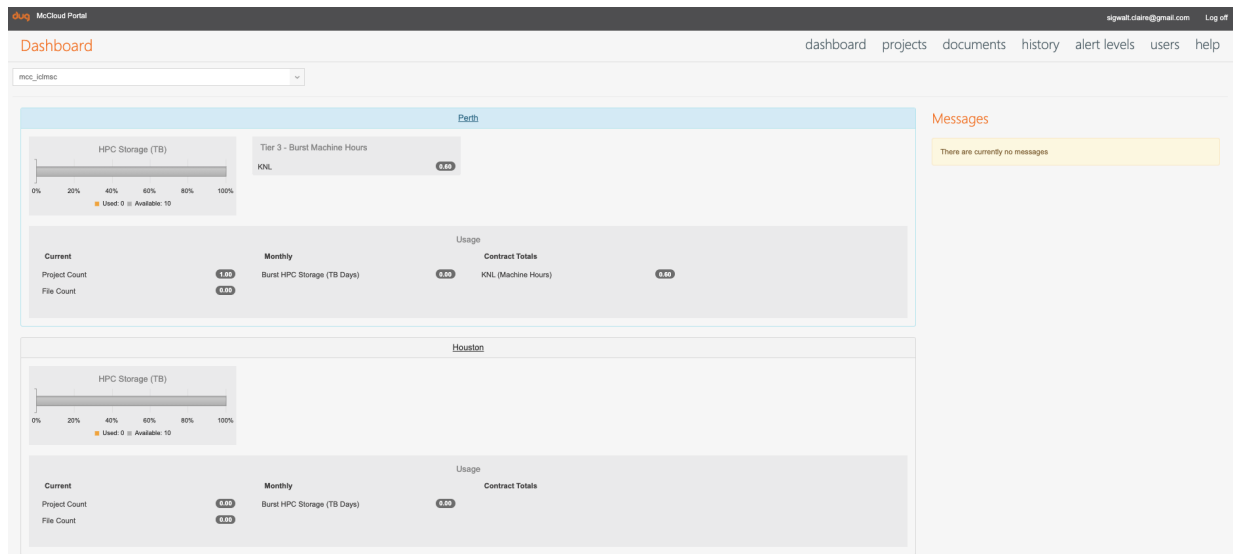 dug McCloud Portal sigwalt.claire@gmail.com Log off
Dashboard dashboard projects documents history alert levels users help
mcc_iclmsc
Perth
HPC Storage (TB)
0% 20% 40% 60% 80% 100%
Used: 0 Available: 10
Tier 3 - Burst Machine Hours
KNL 0.60
Usage
Current Monthly Contract Totals
Project Count 1.00 Burst HPC Storage (TB Days) 0.00 KNL (Machine Hours) 0.60
File Count 0.00
Messages
There are currently no messages
Houston
HPC Storage (TB)
0% 20% 40% 60% 80% 100%
Used: 0 Available: 10
Usage
Current Monthly Contract Totals
Project Count 0.00 Burst HPC Storage (TB Days) 0.00
File Count 0.00